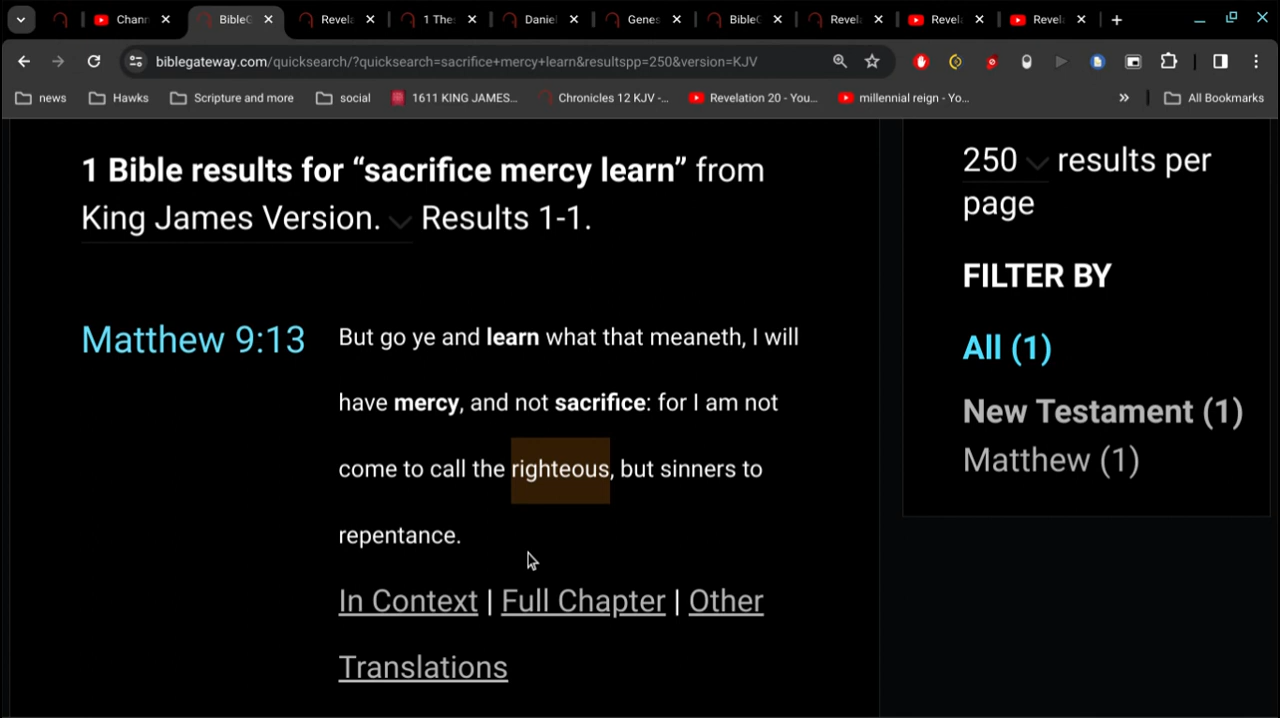 Chann
BibleG
Revela
1 The
Daniel
Genes
BibleG
Revel
Revel
Revel
biblegateway.com/quicksearch/?quicksearch=sacrifice+mercy+learn&resultspp=250&version=KJV
news
Hawks
Scripture and more
social
1611 KING JAMES...
Chronicles 12 KJV -...
Revelation 20 - You...
millennial reign - Yo...
»
All Bookmarks
1 Bible results for “sacrifice mercy learn” from
King James Version. Results 1-1.
Matthew 9:13
But go ye and learn what that meaneth, I will
have mercy, and not sacrifice: for I am not
come to call the righteous, but sinners to
repentance.
In Context | Full Chapter | Other
Translations
250 results per
page
FILTER BY
All (1)
New Testament (1)
Matthew (1)